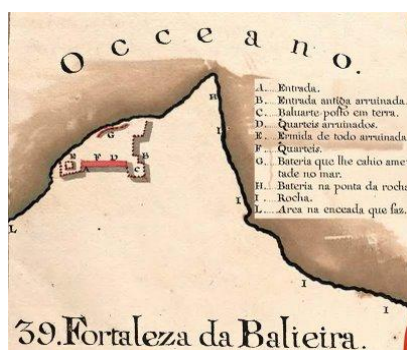 Occeano.
A.... Entrada.
B.... Entrada antiga arruinada.
C.... Baluarte posto em terra.
D.... Quarteis arruinados.
E.... Ermida de todo arruinada
F.... Quarteis.
G.... Bateria que lhe cahio ame
tade no mar.
H.... Bateria na ponta da rocha
I.... Rocha.
L.... Area na enceada que faz.
H
G
I
B
E F D
A
C
I
L
I
I
39. Fortaleza da Balieira.